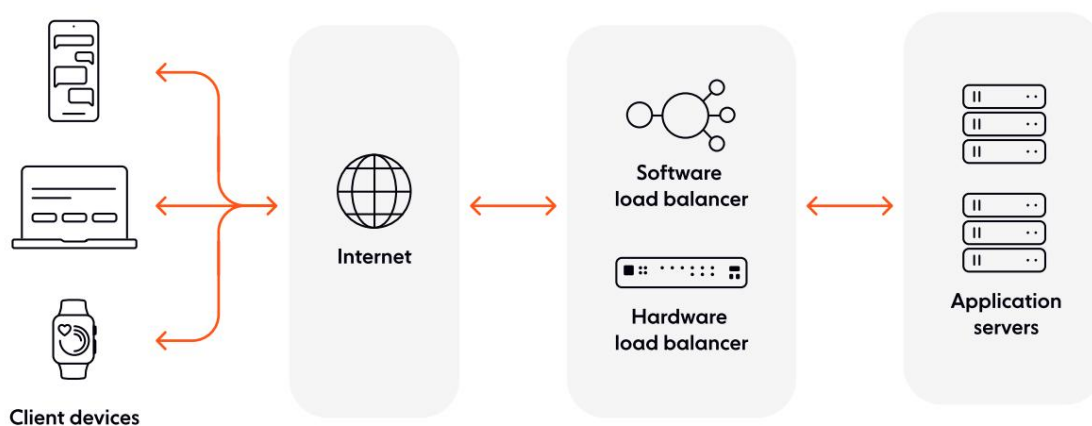 Client devices
Internet
Software
load balancer
Hardware
load balancer
Application
servers